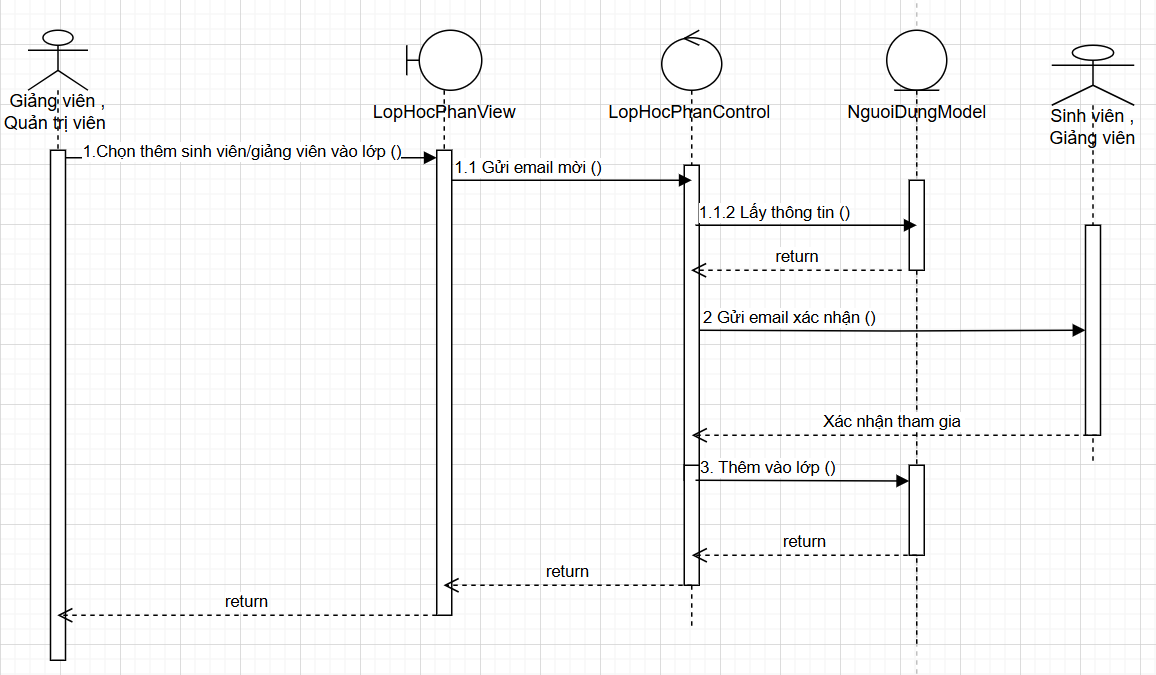 Giảng viên ,
Quản trị viên
LopHocPhanView
LopHocPhanControl
NguoiDungModel
Sinh viên ,
Giảng viên
1.Chọn thêm sinh viên/giảng viên vào lớp ()
1.1 Gửi email mời ()
1.1.2 Lấy thông tin ()
return
2 Gửi email xác nhận ()
Xác nhận tham gia
3. Thêm vào lớp ()
return
return
return